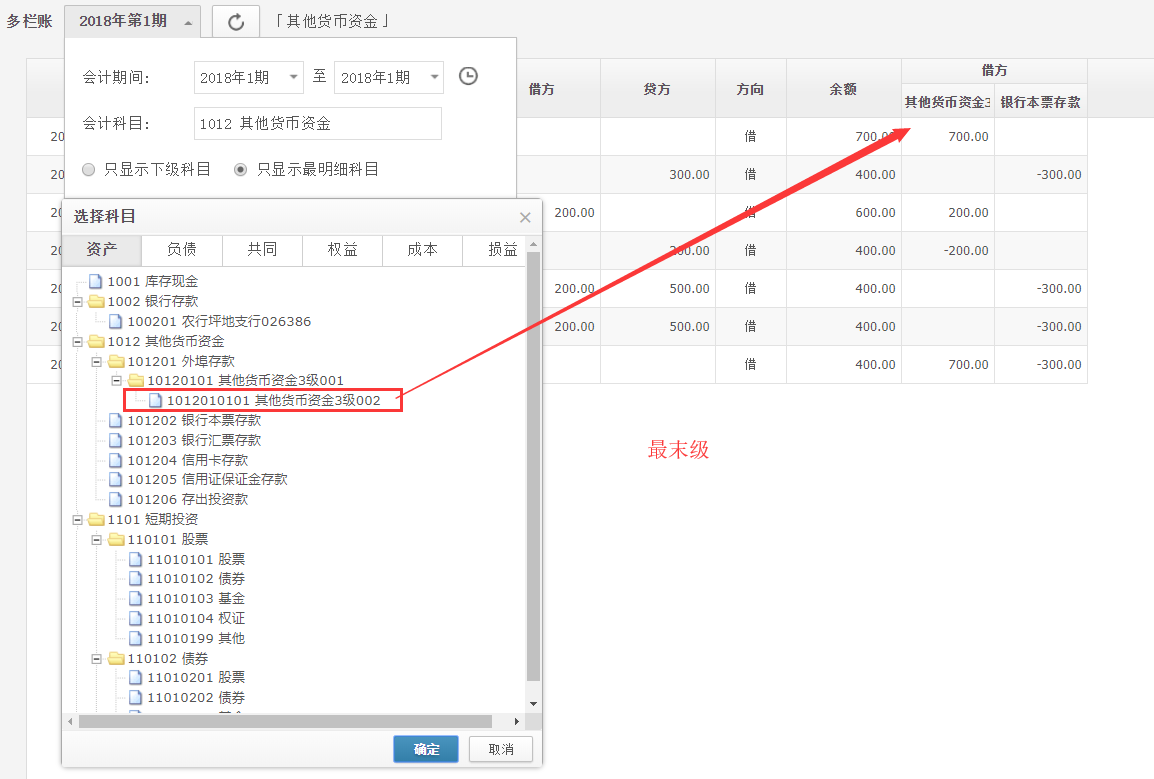 多栏账 2018年第1期 「其他货币资金」
会计期间: 2018年1期 至 2018年1期
会计科目: 1012 其他货币资金
只显示下级科目 只显示最明细科目
借方 贷方 方向 余额 借方
其他货币资金3 银行本票存款
20 借 700.00 700.00
20 300.00 借 400.00 -300.00
20 200.00 借 600.00 200.00
20 200.00 借 400.00 -200.00
20 200.00 500.00 借 400.00 -300.00
20 200.00 500.00 借 400.00 -300.00
20 借 400.00 700.00 -300.00
选择科目
资产 负债 共同 权益 成本 损益
1001 库存现金
1002 银行存款
100201 农行坪地支行026386
1012 其他货币资金
101201 外埠存款
10120101 其他货币资金3级001
1012010101 其他货币资金3级002
101202 银行本票存款
101203 银行汇票存款
101204 信用卡存款
101205 信用证保证金存款
101206 存出投资款
1101 短期投资
110101 股票
11010101 股票
11010102 债券
11010103 基金
11010104 权证
11010199 其他
110102 债券
11010201 股票
11010202 债券
确定 取消
最末级